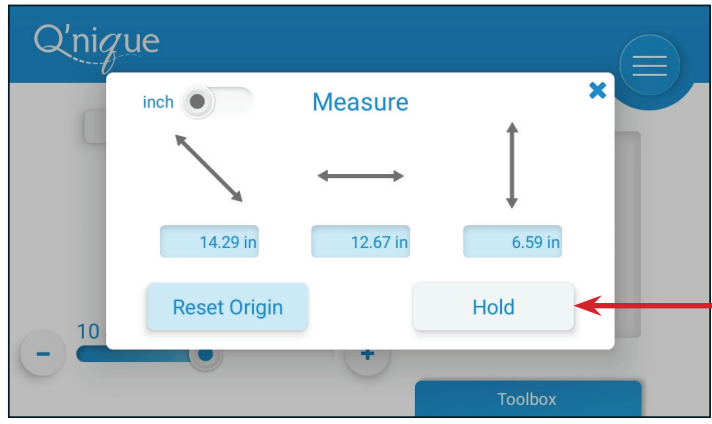 Q'nique
inch
Measure
14.29 in
12.67 in
6.59 in
Reset Origin
Hold
10
Toolbox